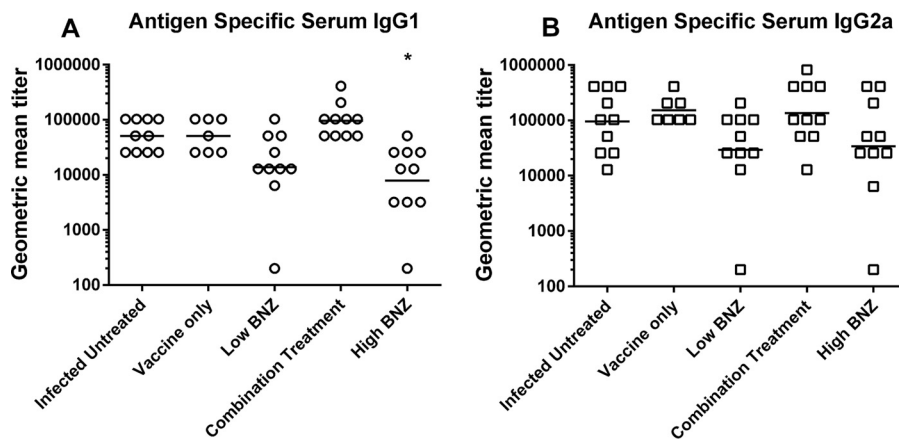 A
Antigen Specific Serum IgG1
*
Geometric mean titer
1000000
100000
10000
1000
100
Infected Untreated
Vaccine only
Low BNZ
Combination Treatment
High BNZ
B
Antigen Specific Serum IgG2a
Geometric mean titer
1000000
100000
10000
1000
100
Infected Untreated
Vaccine only
Low BNZ
Combination Treatment
High BNZ